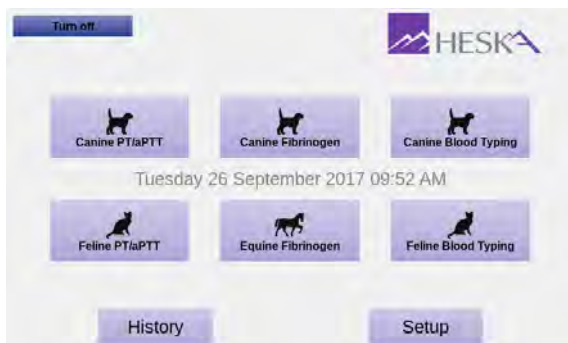 Turn off
HESKA
Canine PT/aPTT
Canine Fibrinogen
Canine Blood Typing
Tuesday 26 September 2017 09:52 AM
Feline PT/aPTT
Equine Fibrinogen
Feline Blood Typing
History
Setup